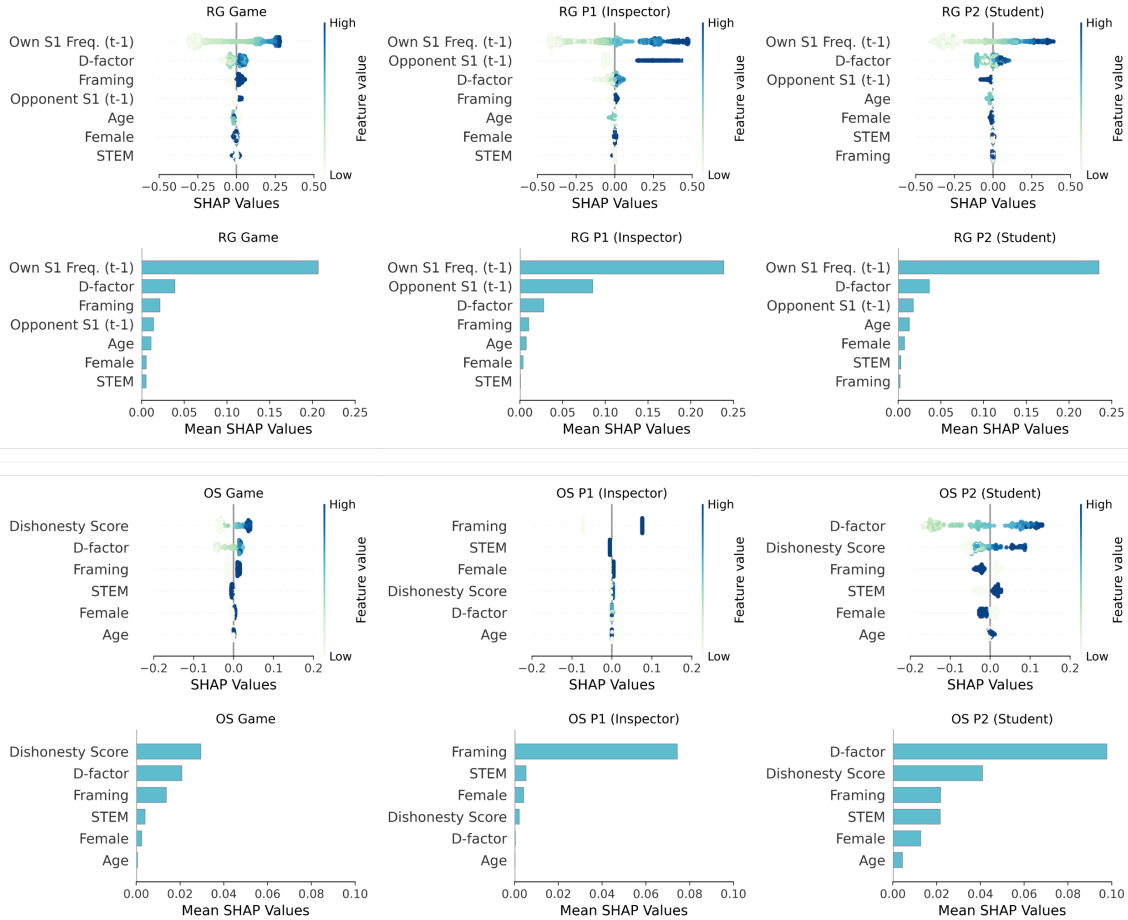 RG Game
High
Own S1 Freq. (t-1)
D-factor
Framing
Opponent S1 (t-1)
Age
Female
STEM
Feature value
Low
−0.50 −0.25 0.00 0.25 0.50
SHAP Values
RG P1 (Inspector)
High
Own S1 Freq. (t-1)
Opponent S1 (t-1)
D-factor
Framing
Age
Female
STEM
Feature value
Low
−0.50 −0.25 0.00 0.25 0.50
SHAP Values
RG P2 (Student)
High
Own S1 Freq. (t-1)
D-factor
Opponent S1 (t-1)
Age
Female
STEM
Framing
Feature value
Low
−0.50 −0.25 0.00 0.25 0.50
SHAP Values
RG Game
Own S1 Freq. (t-1)
D-factor
Framing
Opponent S1 (t-1)
Age
Female
STEM
0.00 0.05 0.10 0.15 0.20 0.25
Mean SHAP Values
RG P1 (Inspector)
Own S1 Freq. (t-1)
Opponent S1 (t-1)
D-factor
Framing
Age
Female
STEM
0.00 0.05 0.10 0.15 0.20 0.25
Mean SHAP Values
RG P2 (Student)
Own S1 Freq. (t-1)
D-factor
Opponent S1 (t-1)
Age
Female
STEM
Framing
0.00 0.05 0.10 0.15 0.20 0.25
Mean SHAP Values
OS Game
High
Dishonesty Score
D-factor
Framing
STEM
Female
Age
Feature value
Low
−0.2 −0.1 0.0 0.1 0.2
SHAP Values
OS P1 (Inspector)
High
Framing
STEM
Female
Dishonesty Score
D-factor
Age
Feature value
Low
−0.2 −0.1 0.0 0.1 0.2
SHAP Values
OS P2 (Student)
High
D-factor
Dishonesty Score
Framing
STEM
Female
Age
Feature value
Low
−0.2 −0.1 0.0 0.1 0.2
SHAP Values
OS Game
Dishonesty Score
D-factor
Framing
STEM
Female
Age
0.00 0.02 0.04 0.06 0.08 0.10
Mean SHAP Values
OS P1 (Inspector)
Framing
STEM
Female
Dishonesty Score
D-factor
Age
0.00 0.02 0.04 0.06 0.08 0.10
Mean SHAP Values
OS P2 (Student)
D-factor
Dishonesty Score
Framing
STEM
Female
Age
0.00 0.02 0.04 0.06 0.08 0.10
Mean SHAP Values